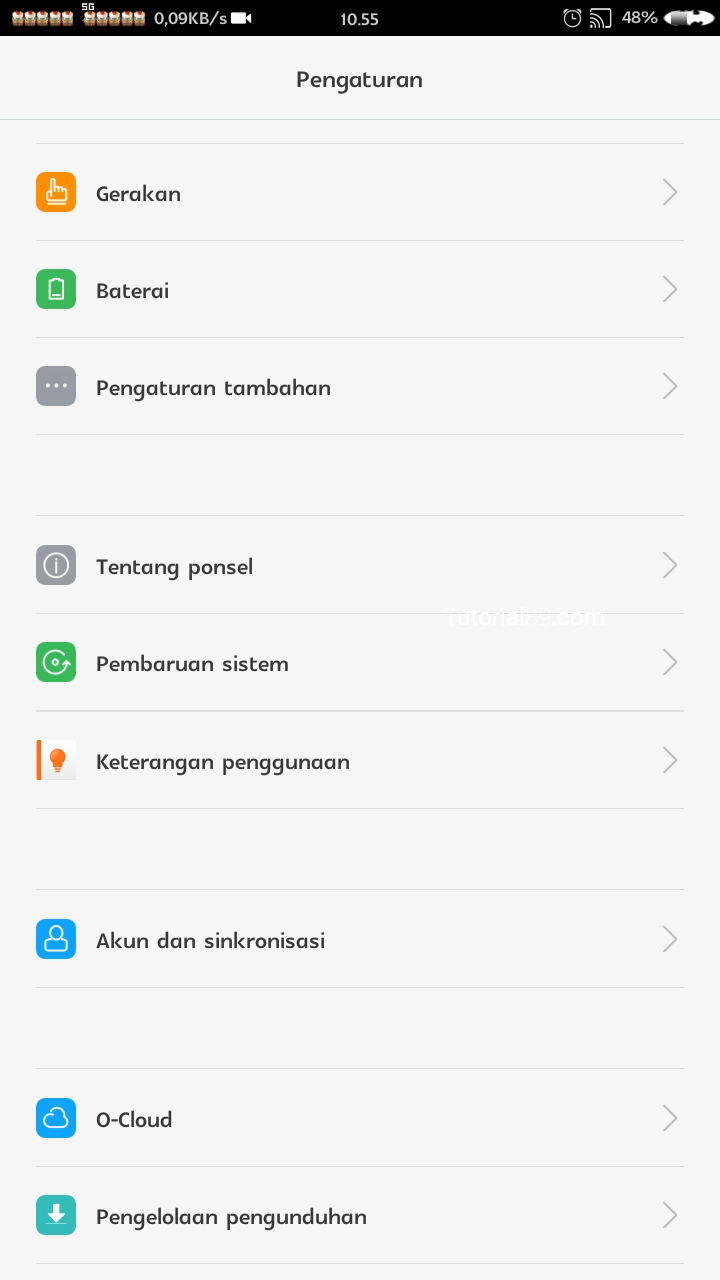 5G
0,09KB/s
10.55
48%
Pengaturan
Gerakan
Baterai
Pengaturan tambahan
Tentang ponsel
Tutorial89.com
Pembaruan sistem
Keterangan penggunaan
Akun dan sinkronisasi
O-Cloud
Pengelolaan pengunduhan